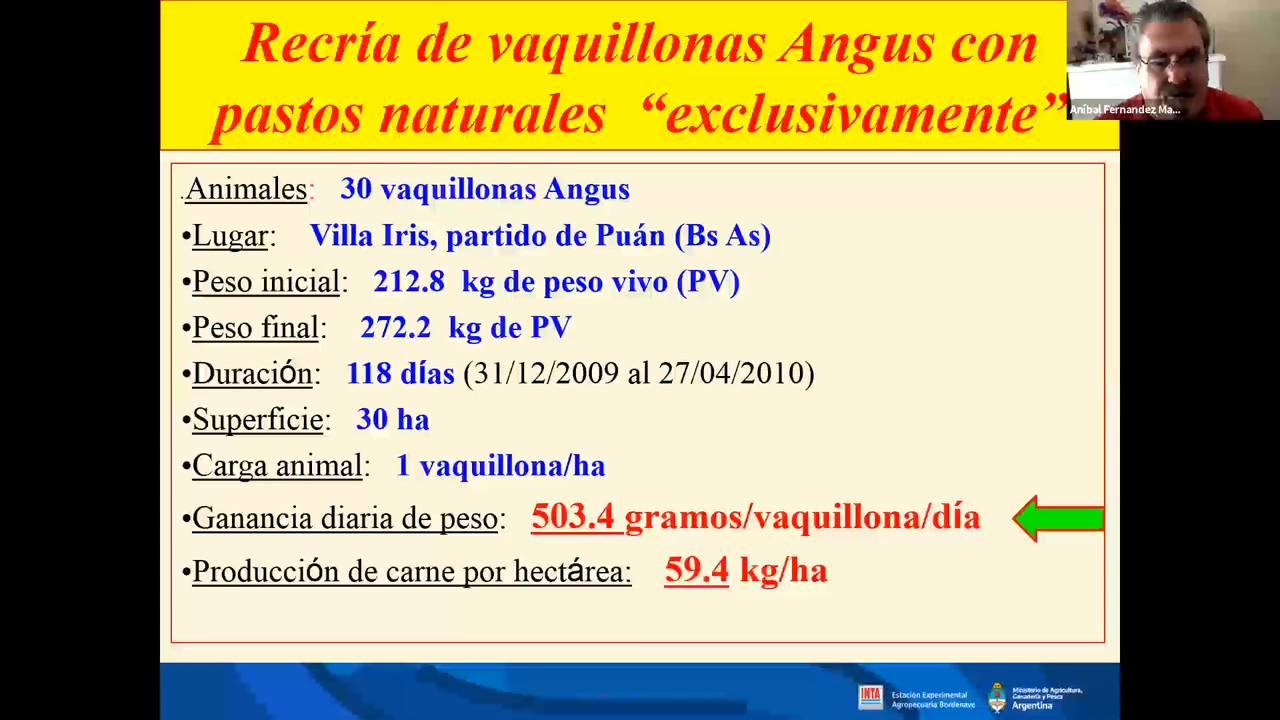 Recría de vaquillonas Angus con
pastos naturales “exclusivamente”
Aníbal Fernandez Ma...
.Animales: 30 vaquillonas Angus
•Lugar: Villa Iris, partido de Puán (Bs As)
•Peso inicial: 212.8 kg de peso vivo (PV)
•Peso final: 272.2 kg de PV
•Duración: 118 días (31/12/2009 al 27/04/2010)
•Superficie: 30 ha
•Carga animal: 1 vaquillona/ha
•Ganancia diaria de peso: 503.4 gramos/vaquillona/día
•Producción de carne por hectárea: 59.4 kg/ha
INTA
Estación Experimental
Agropecuaria Bordenave
Ministerio de Agricultura,
Ganadería y Pesca
Argentina